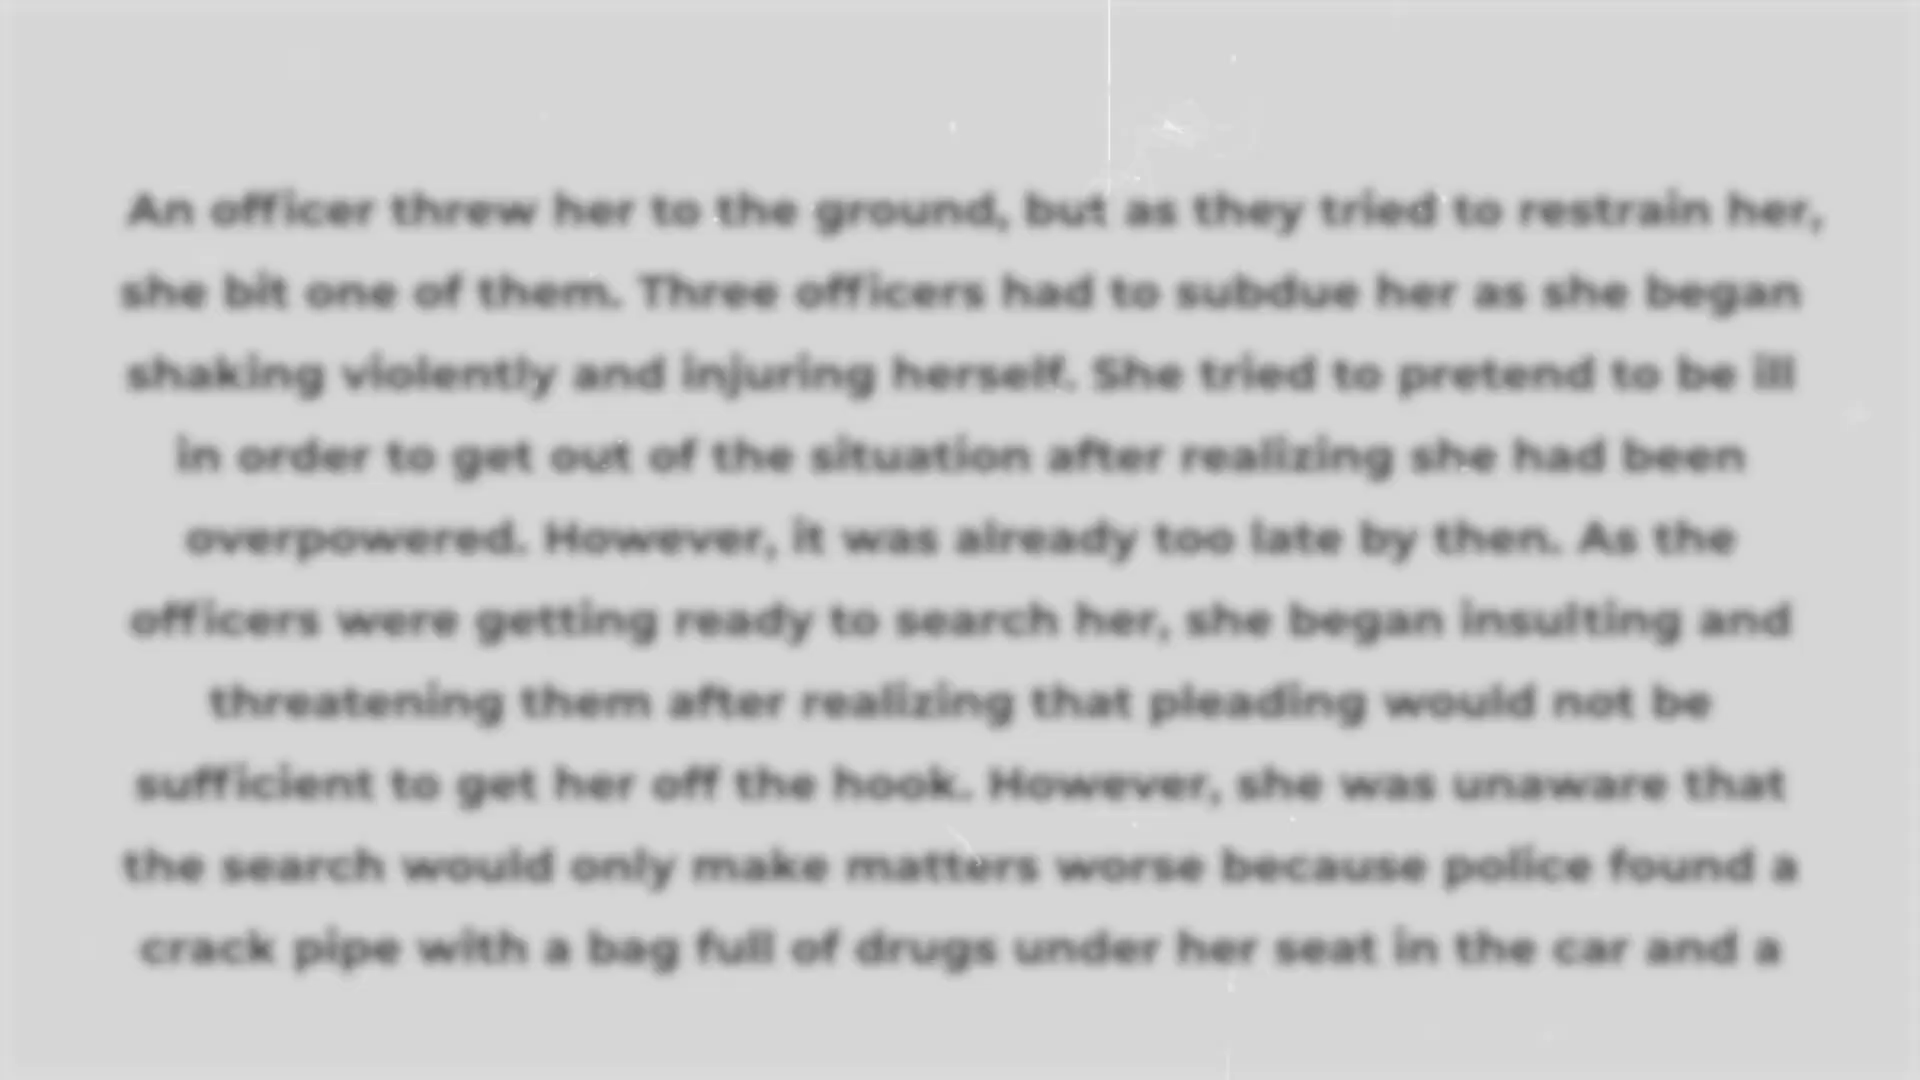 An officer threw her to the ground, but as they tried to restrain her,
she bit one of them. Three officers had to subdue her as she began
shaking violently and injuring herself. She tried to pretend to be ill
in order to get out of the situation after realizing she had been
overpowered. However, it was already too late by then. As the
officers were getting ready to search her, she began insulting and
threatening them after realizing that pleading would not be
sufficient to get her off the hook. However, she was unaware that
the search would only make matters worse because police found a
crack pipe with a bag full of drugs under her seat in the car and a